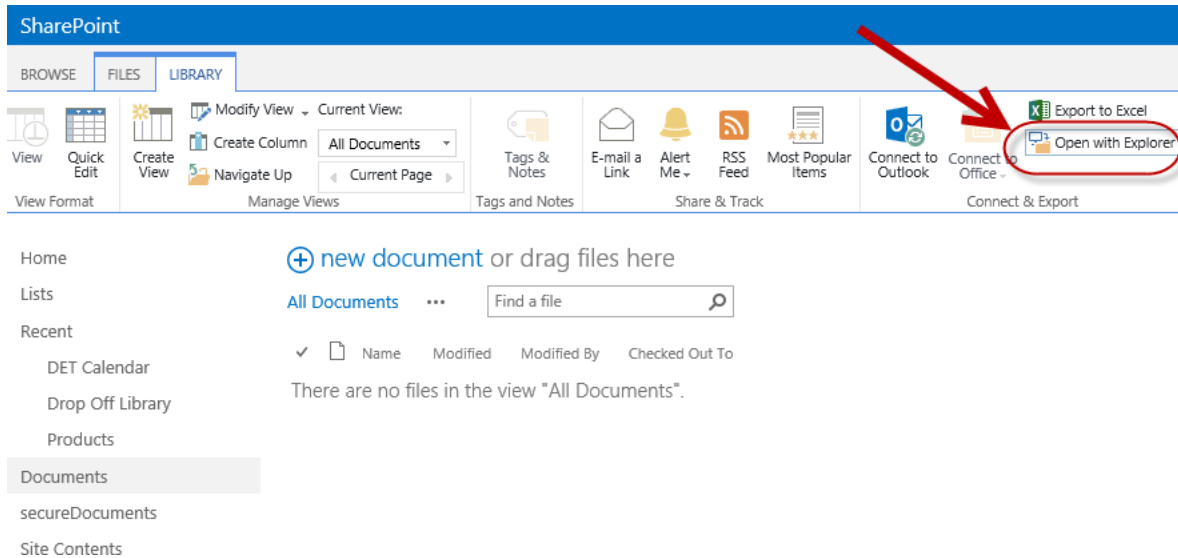 SharePoint
BROWSE FILES LIBRARY
View
Quick Edit
Create View
Modify View
Create Column
Navigate Up
Current View:
All Documents
Current Page
Tags & Notes
E-mail a Link
Alert Me
RSS Feed
Most Popular Items
Connect to Outlook
Connect to Office
Export to Excel
Open with Explorer
View Format
Manage Views
Tags and Notes
Share & Track
Connect & Export
Home
Lists
Recent
DET Calendar
Drop Off Library
Products
Documents
secureDocuments
Site Contents
new document or drag files here
All Documents ••• Find a file
Name Modified Modified By Checked Out To
There are no files in the view "All Documents".